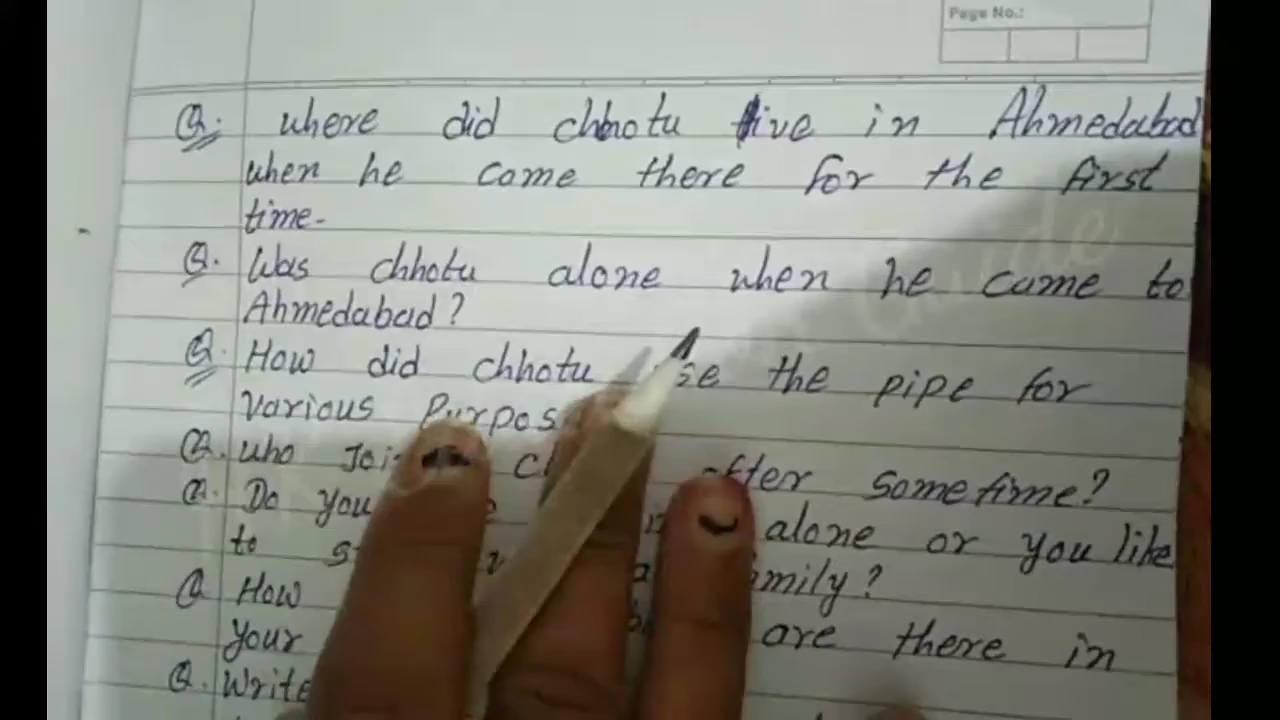 Page No.:
Q. where did chhotu live in Ahmedabad
when he came there for the first
time-
Q. Was chhotu alone when he came to
Ahmedabad?
Q. How did chhotu the pipe for
various
Q. who after sometime?
Q. Do you alone or you like
to family?
Q How
your are there in
Q. Write